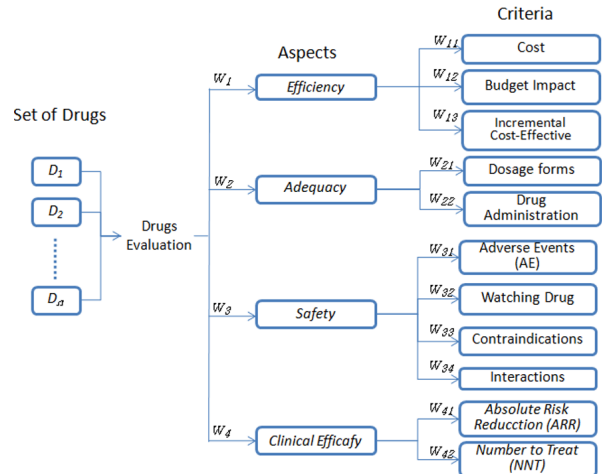 Criteria
Aspects
Set of Drugs
D1
D2
Dn
Drugs
Evaluation
W1
Efficiency
W11
Cost
W12
Budget Impact
W13
Incremental
Cost-Effective
W2
Adequacy
W21
Dosage forms
W22
Drug
Administration
W3
Safety
W31
Adverse Events
(AE)
W32
Watching Drug
W33
Contraindications
W34
Interactions
W4
Clinical Efficafy
W41
Absolute Risk
Reducction (ARR)
W42
Number to Treat
(NNT)